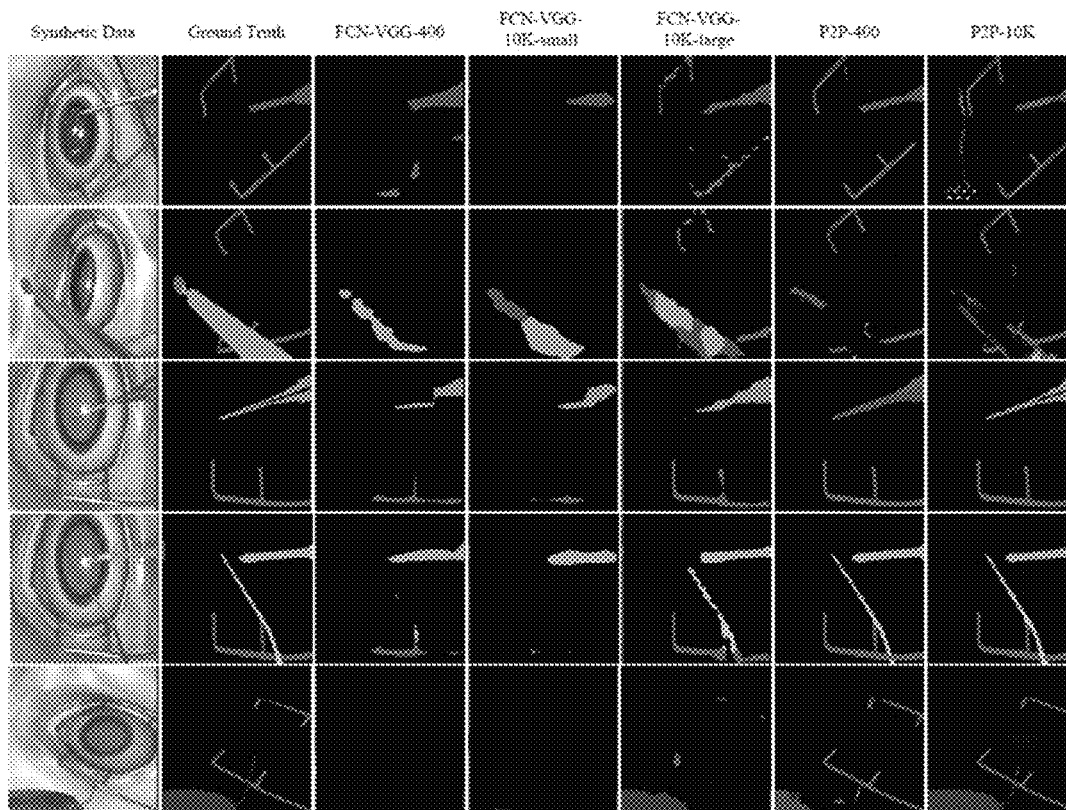 Synthetic Data
Ground Truth
FCN-VGG-400
FCN-VGG-
10K-small
FCN-VGG-
10K-large
P2P-400
P2P-10K